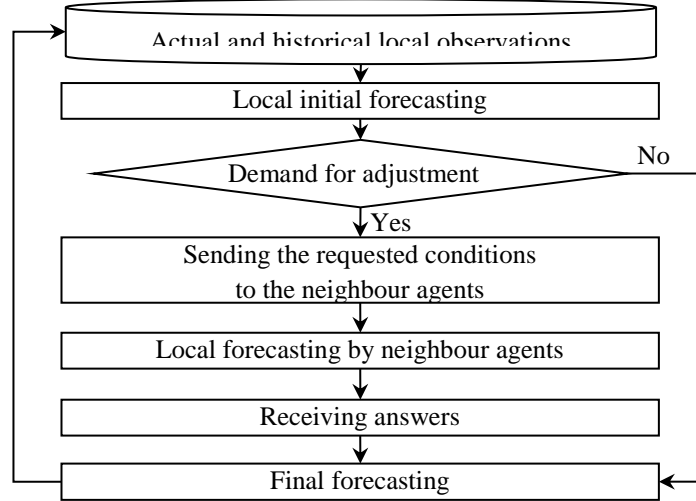 Actual and historical local observations
Local initial forecasting
Demand for adjustment
No
Yes
Sending the requested conditions
to the neighbour agents
Local forecasting by neighbour agents
Receiving answers
Final forecasting